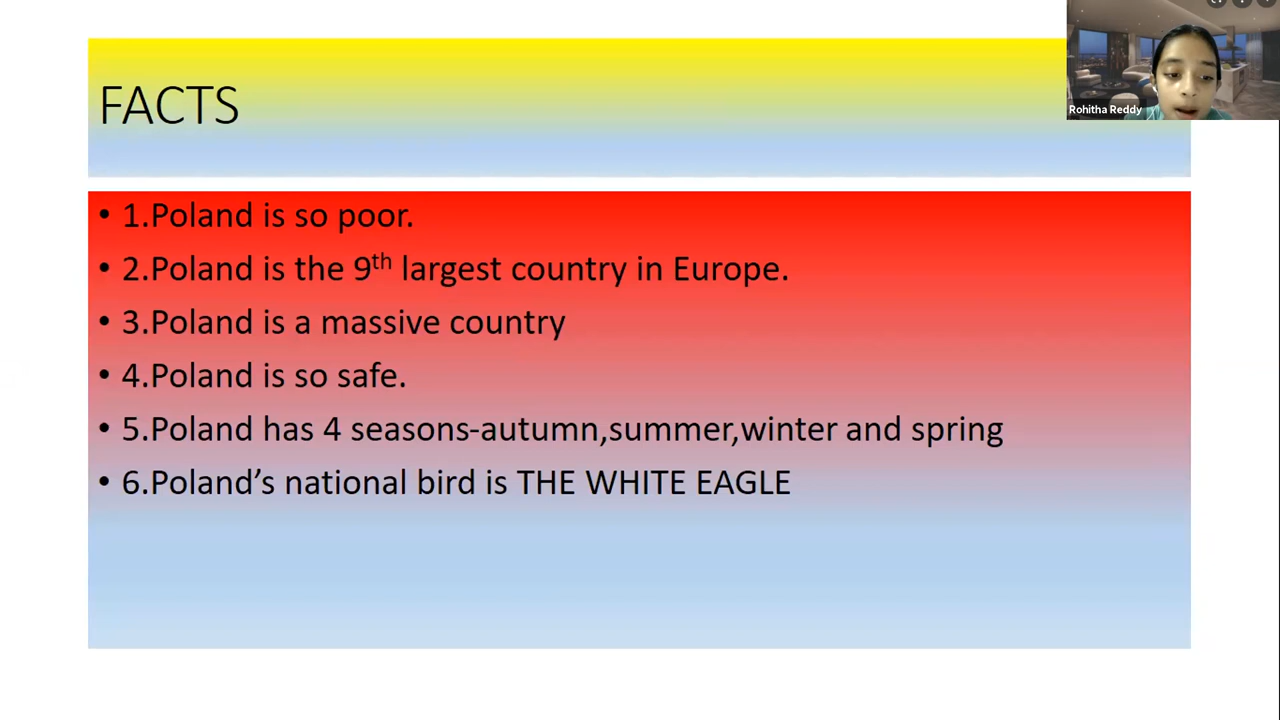 FACTS
Rohitha Reddy
• 1.Poland is so poor.
• 2.Poland is the 9th largest country in Europe.
• 3.Poland is a massive country
• 4.Poland is so safe.
• 5.Poland has 4 seasons-autumn,summer,winter and spring
• 6.Poland’s national bird is THE WHITE EAGLE